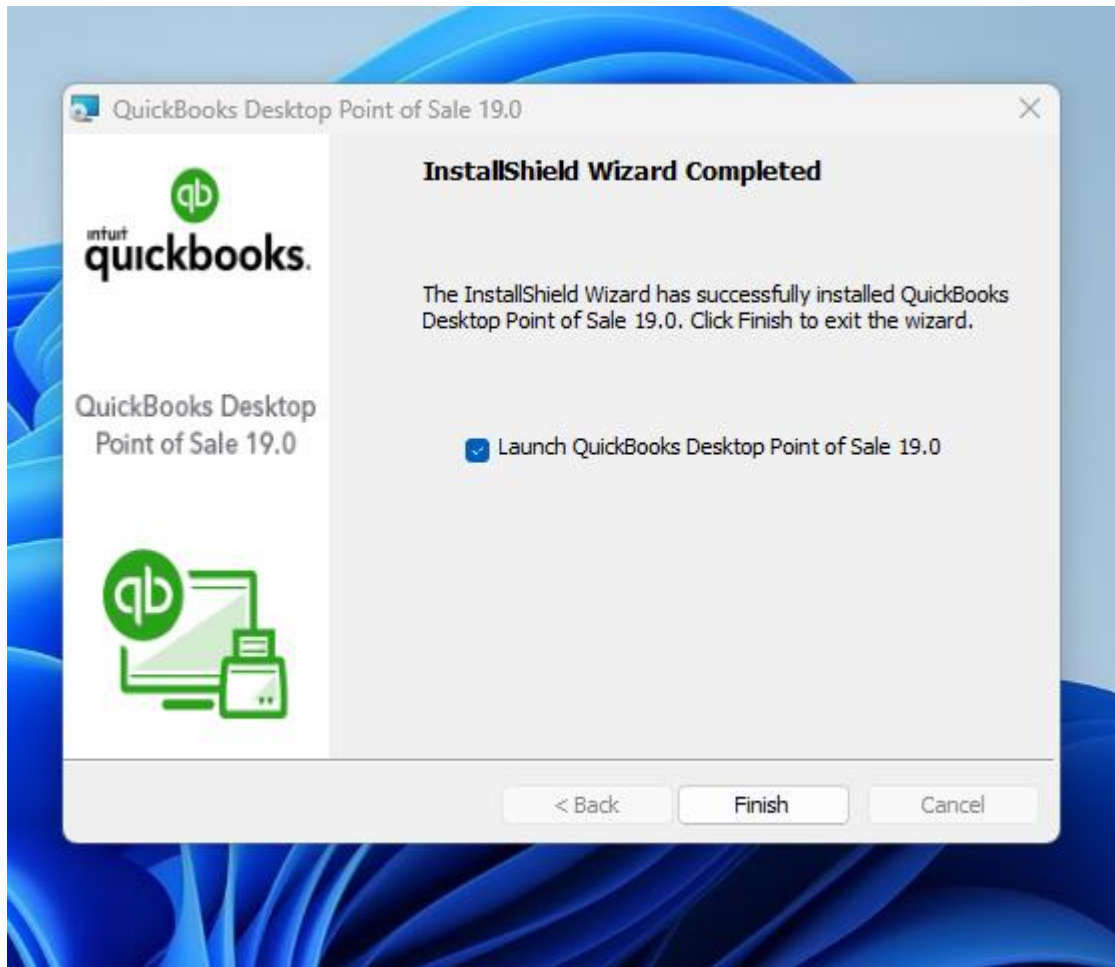 QuickBooks Desktop Point of Sale 19.0
qb
intuit
quickbooks.
QuickBooks Desktop
Point of Sale 19.0
qb
InstallShield Wizard Completed
The InstallShield Wizard has successfully installed QuickBooks
Desktop Point of Sale 19.0. Click Finish to exit the wizard.
Launch QuickBooks Desktop Point of Sale 19.0
< Back
Finish
Cancel